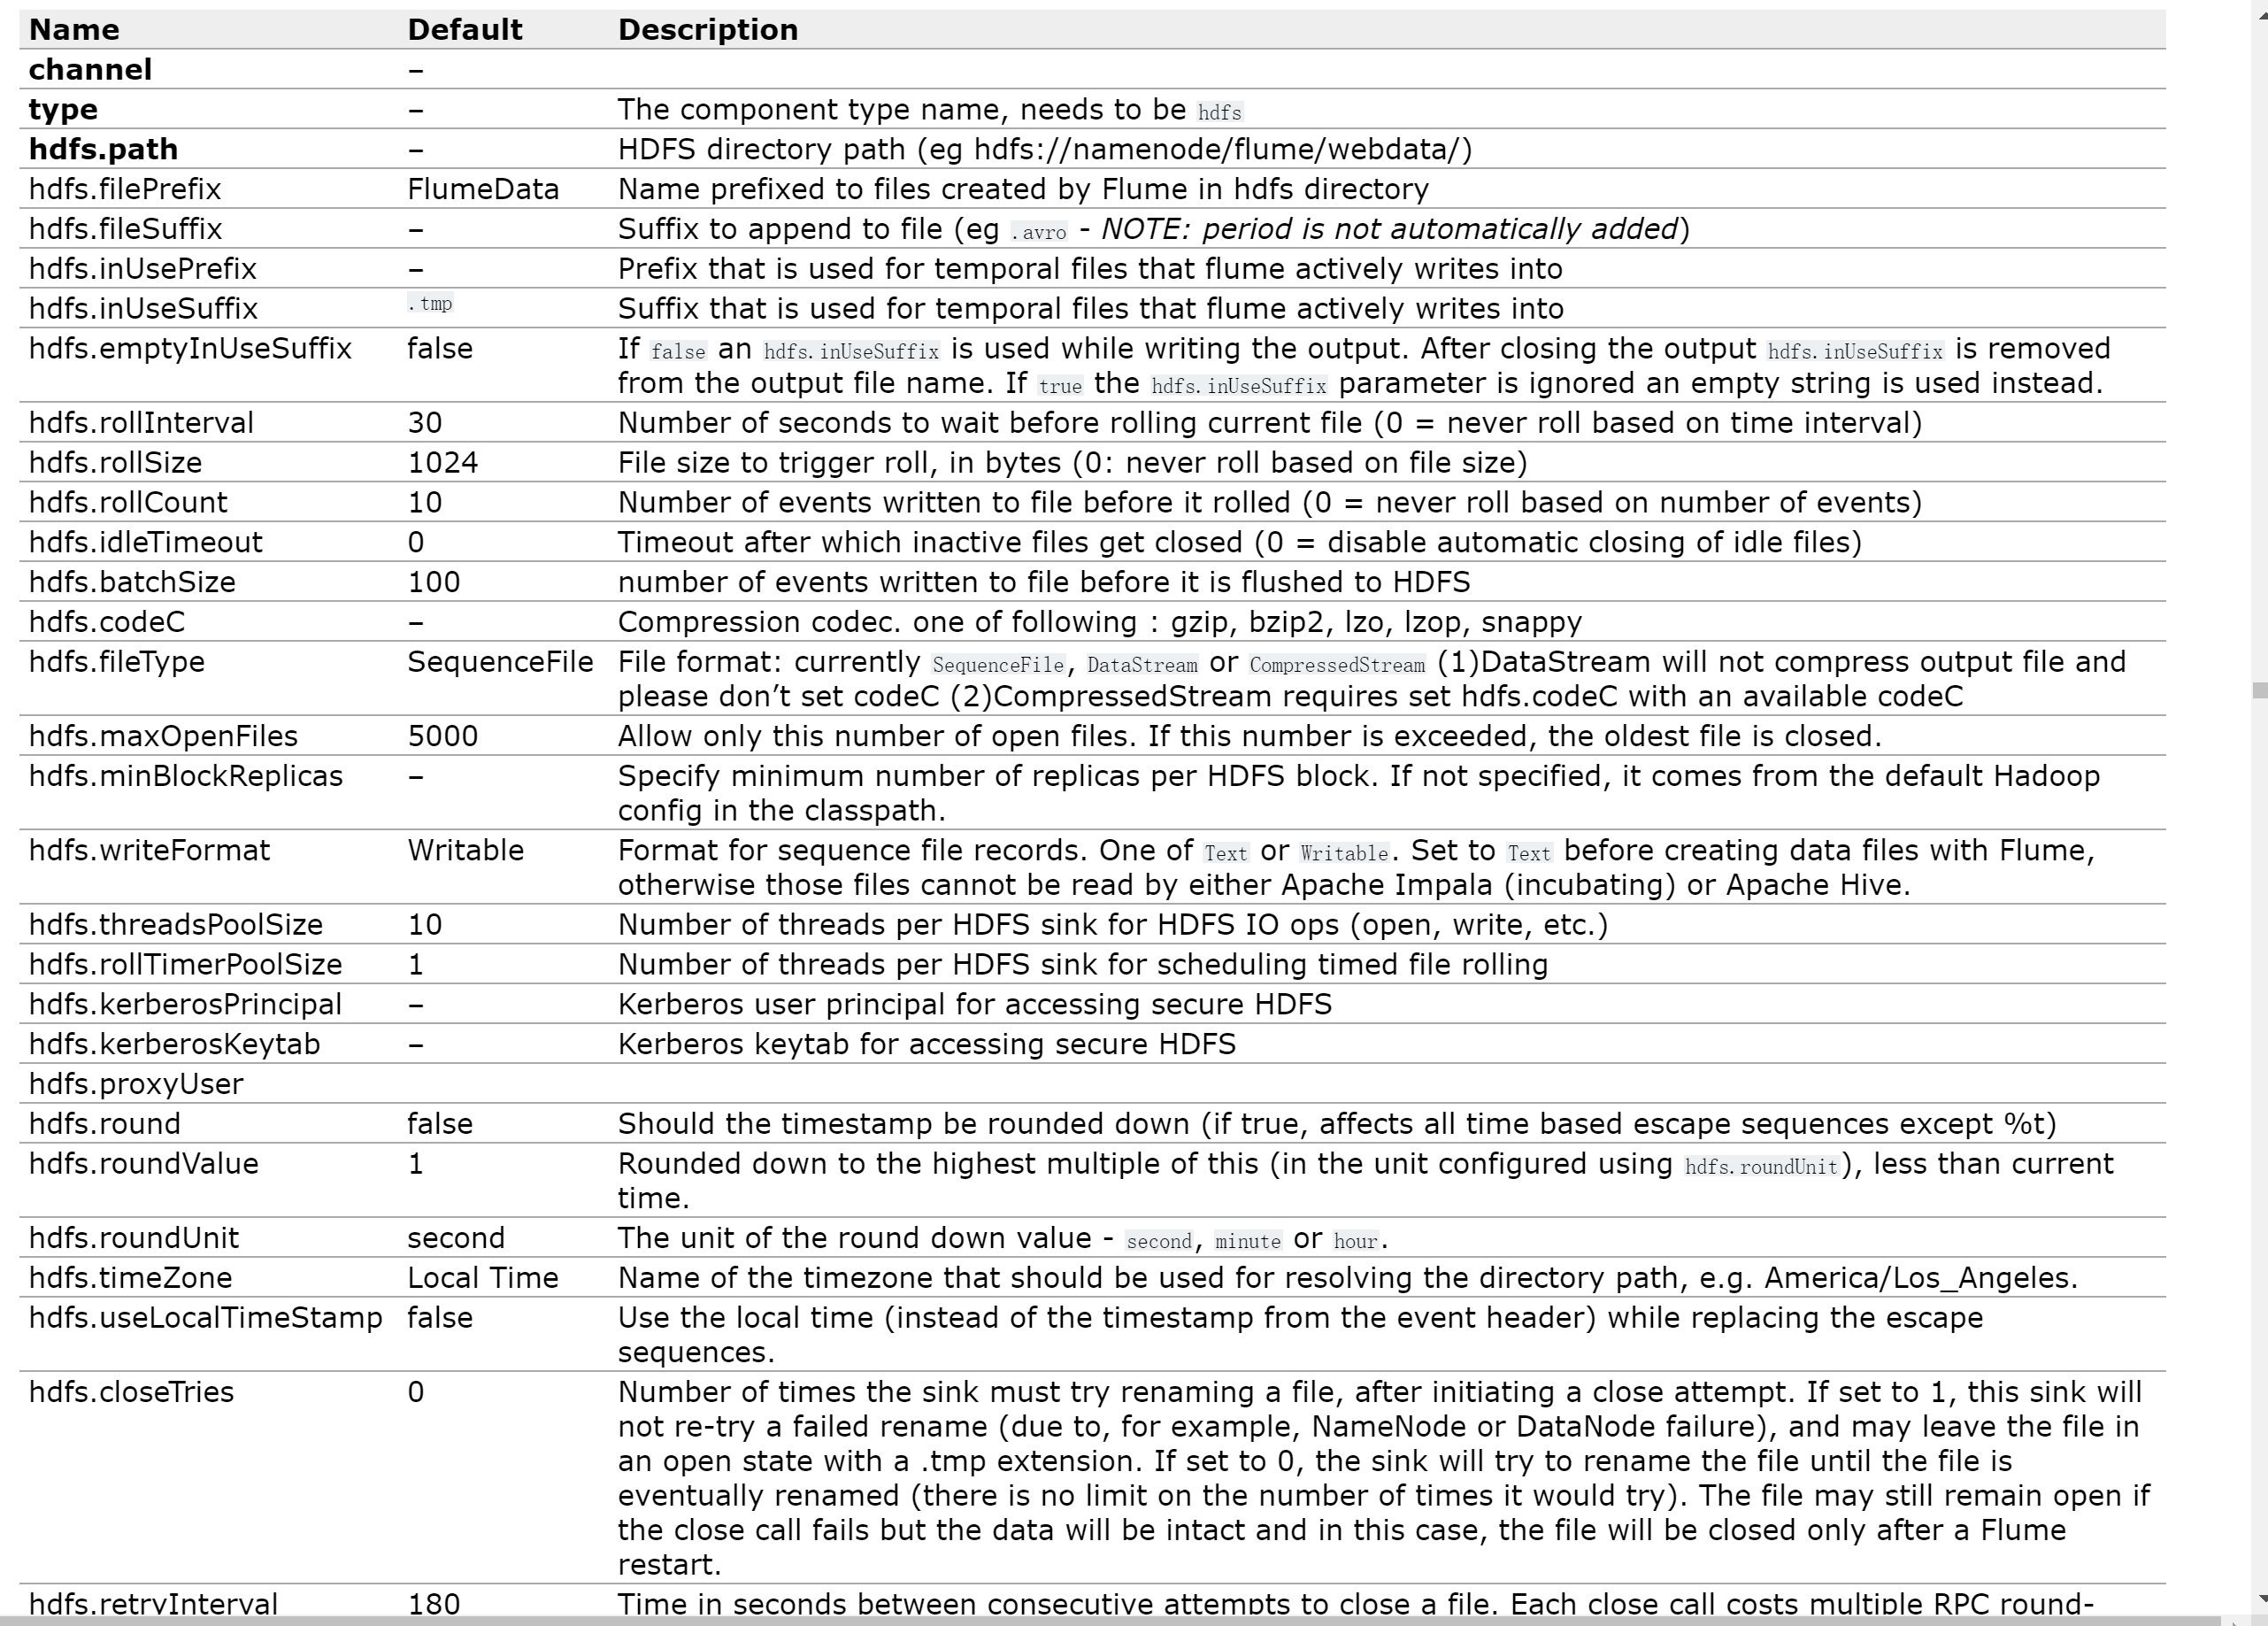 Name Default Description
channel –
type – The component type name, needs to be hdfs
hdfs.path – HDFS directory path (eg hdfs://namenode/flume/webdata/)
hdfs.filePrefix FlumeData Name prefixed to files created by Flume in hdfs directory
hdfs.fileSuffix – Suffix to append to file (eg .avro - NOTE: period is not automatically added)
hdfs.inUsePrefix – Prefix that is used for temporal files that flume actively writes into
hdfs.inUseSuffix .tmp Suffix that is used for temporal files that flume actively writes into
hdfs.emptyInUseSuffix false If false an hdfs.inUseSuffix is used while writing the output. After closing the output hdfs.inUseSuffix is removed
from the output file name. If true the hdfs.inUseSuffix parameter is ignored an empty string is used instead.
hdfs.rollInterval 30 Number of seconds to wait before rolling current file (0 = never roll based on time interval)
hdfs.rollSize 1024 File size to trigger roll, in bytes (0: never roll based on file size)
hdfs.rollCount 10 Number of events written to file before it rolled (0 = never roll based on number of events)
hdfs.idleTimeout 0 Timeout after which inactive files get closed (0 = disable automatic closing of idle files)
hdfs.batchSize 100 number of events written to file before it is flushed to HDFS
hdfs.codeC – Compression codec. one of following : gzip, bzip2, lzo, lzop, snappy
hdfs.fileType SequenceFile File format: currently SequenceFile, DataStream or CompressedStream (1)DataStream will not compress output file and
please don’t set codeC (2)CompressedStream requires set hdfs.codeC with an available codeC
hdfs.maxOpenFiles 5000 Allow only this number of open files. If this number is exceeded, the oldest file is closed.
hdfs.minBlockReplicas – Specify minimum number of replicas per HDFS block. If not specified, it comes from the default Hadoop
config in the classpath.
hdfs.writeFormat Writable Format for sequence file records. One of Text or Writable. Set to Text before creating data files with Flume,
otherwise those files cannot be read by either Apache Impala (incubating) or Apache Hive.
hdfs.threadsPoolSize 10 Number of threads per HDFS sink for HDFS IO ops (open, write, etc.)
hdfs.rollTimerPoolSize 1 Number of threads per HDFS sink for scheduling timed file rolling
hdfs.kerberosPrincipal – Kerberos user principal for accessing secure HDFS
hdfs.kerberosKeytab – Kerberos keytab for accessing secure HDFS
hdfs.proxyUser
hdfs.round false Should the timestamp be rounded down (if true, affects all time based escape sequences except %t)
hdfs.roundValue 1 Rounded down to the highest multiple of this (in the unit configured using hdfs.roundUnit), less than current
time.
hdfs.roundUnit second The unit of the round down value - second, minute or hour.
hdfs.timeZone Local Time Name of the timezone that should be used for resolving the directory path, e.g. America/Los_Angeles.
hdfs.useLocalTimeStamp false Use the local time (instead of the timestamp from the event header) while replacing the escape
sequences.
hdfs.closeTries 0 Number of times the sink must try renaming a file, after initiating a close attempt. If set to 1, this sink will
not re-try a failed rename (due to, for example, NameNode or DataNode failure), and may leave the file in
an open state with a .tmp extension. If set to 0, the sink will try to rename the file until the file is
eventually renamed (there is no limit on the number of times it would try). The file may still remain open if
the close call fails but the data will be intact and in this case, the file will be closed only after a Flume
restart.
hdfs.retryInterval 180 Time in seconds between consecutive attempts to close a file. Each close call costs multiple RPC round-